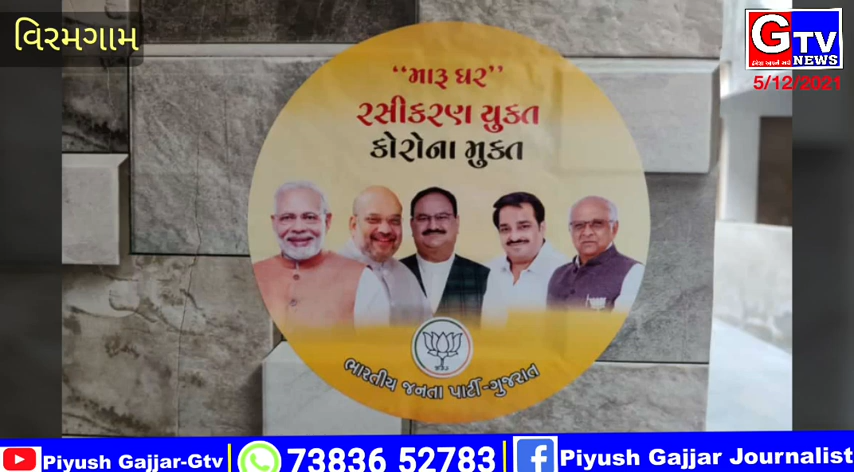 વિરમગામ
GTV
NEWS
5/12/2021
“મારૂ ઘર”
રસીકરણ યુક્ત
કોરોના મુક્ત
ભાજપ
ભારતીય જનતા પાર્ટી-ગુજરાત
Piyush Gajjar-Gtv
73836 52783
Piyush Gajjar Journalist